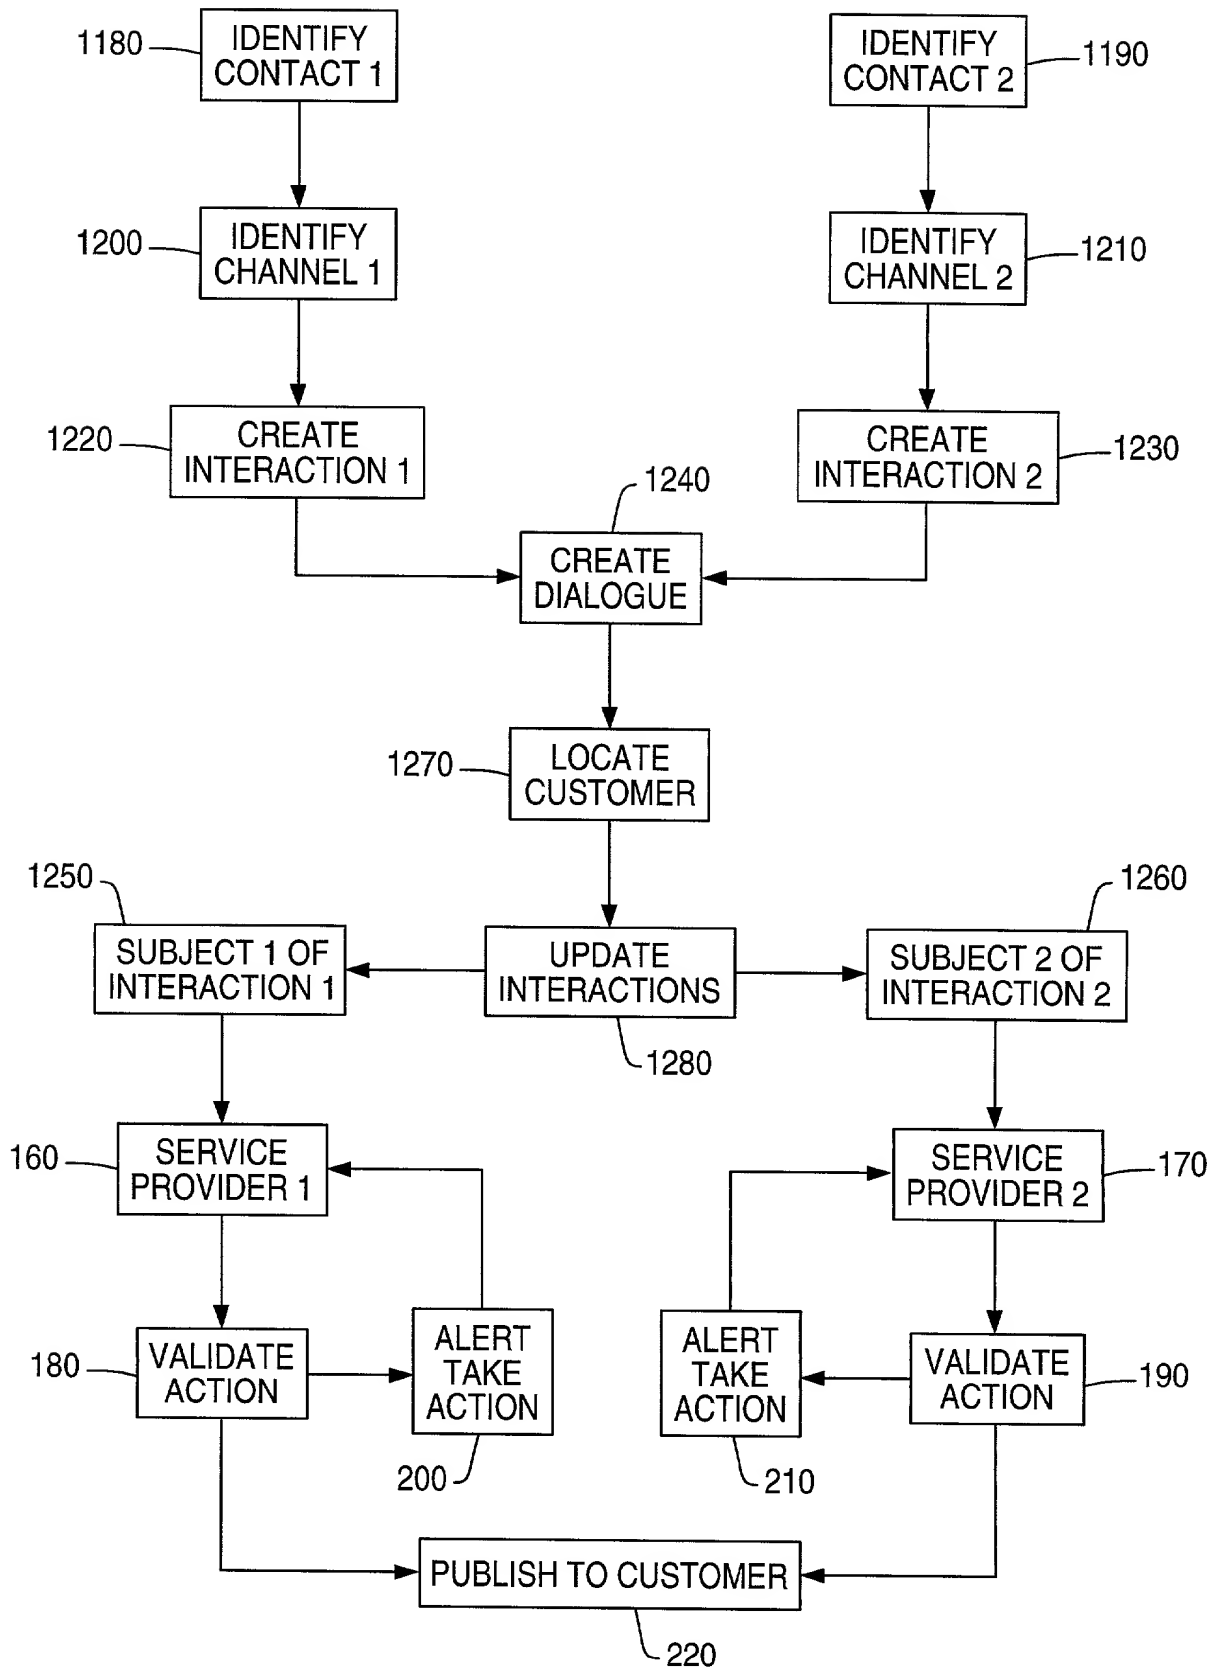 1180
IDENTIFY
CONTACT 1
IDENTIFY
CONTACT 2
1190
1200
IDENTIFY
CHANNEL 1
IDENTIFY
CHANNEL 2
1210
1220
CREATE
INTERACTION 1
CREATE
INTERACTION 2
1230
1240
CREATE
DIALOGUE
1270
LOCATE
CUSTOMER
1250
SUBJECT 1 OF
INTERACTION 1
UPDATE
INTERACTIONS
1280
1260
SUBJECT 2 OF
INTERACTION 2
160
SERVICE
PROVIDER 1
SERVICE
PROVIDER 2
170
180
VALIDATE
ACTION
ALERT
TAKE
ACTION
200
ALERT
TAKE
ACTION
210
VALIDATE
ACTION
190
PUBLISH TO CUSTOMER
220